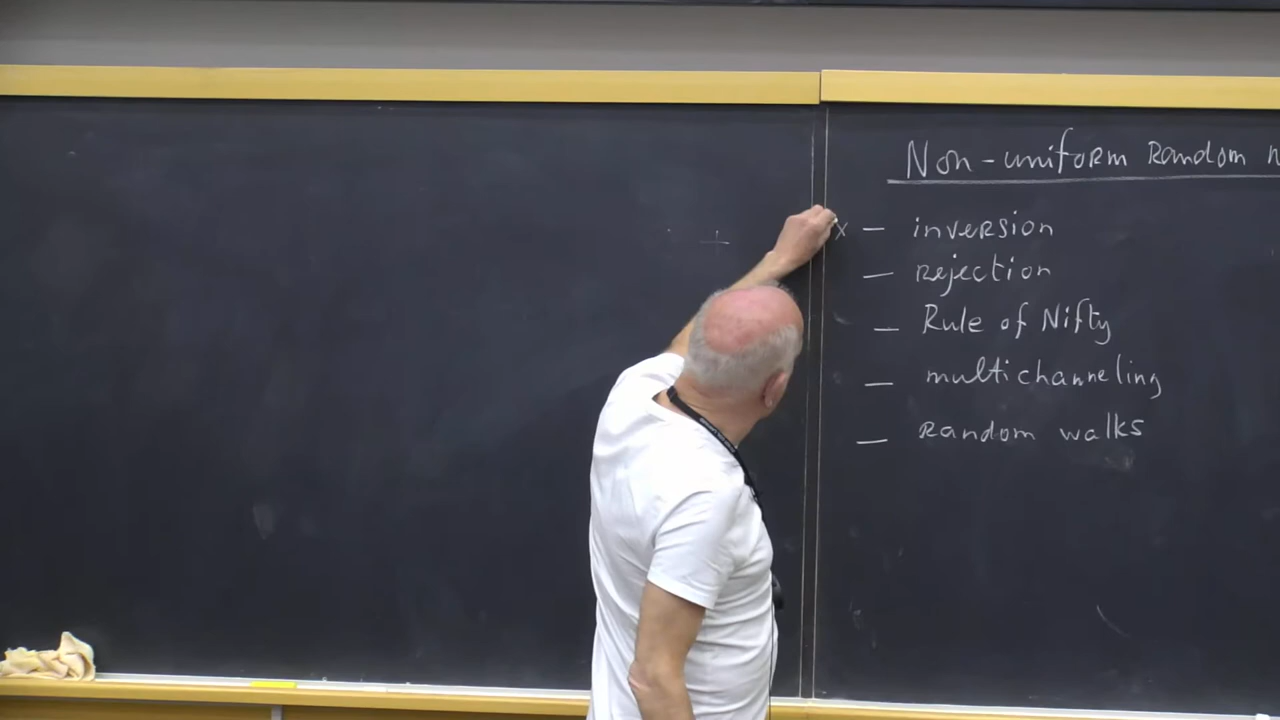 Non-uniform Random n
x — inversion
— rejection
— Rule of Nifty
— multichanneling
— Random walks